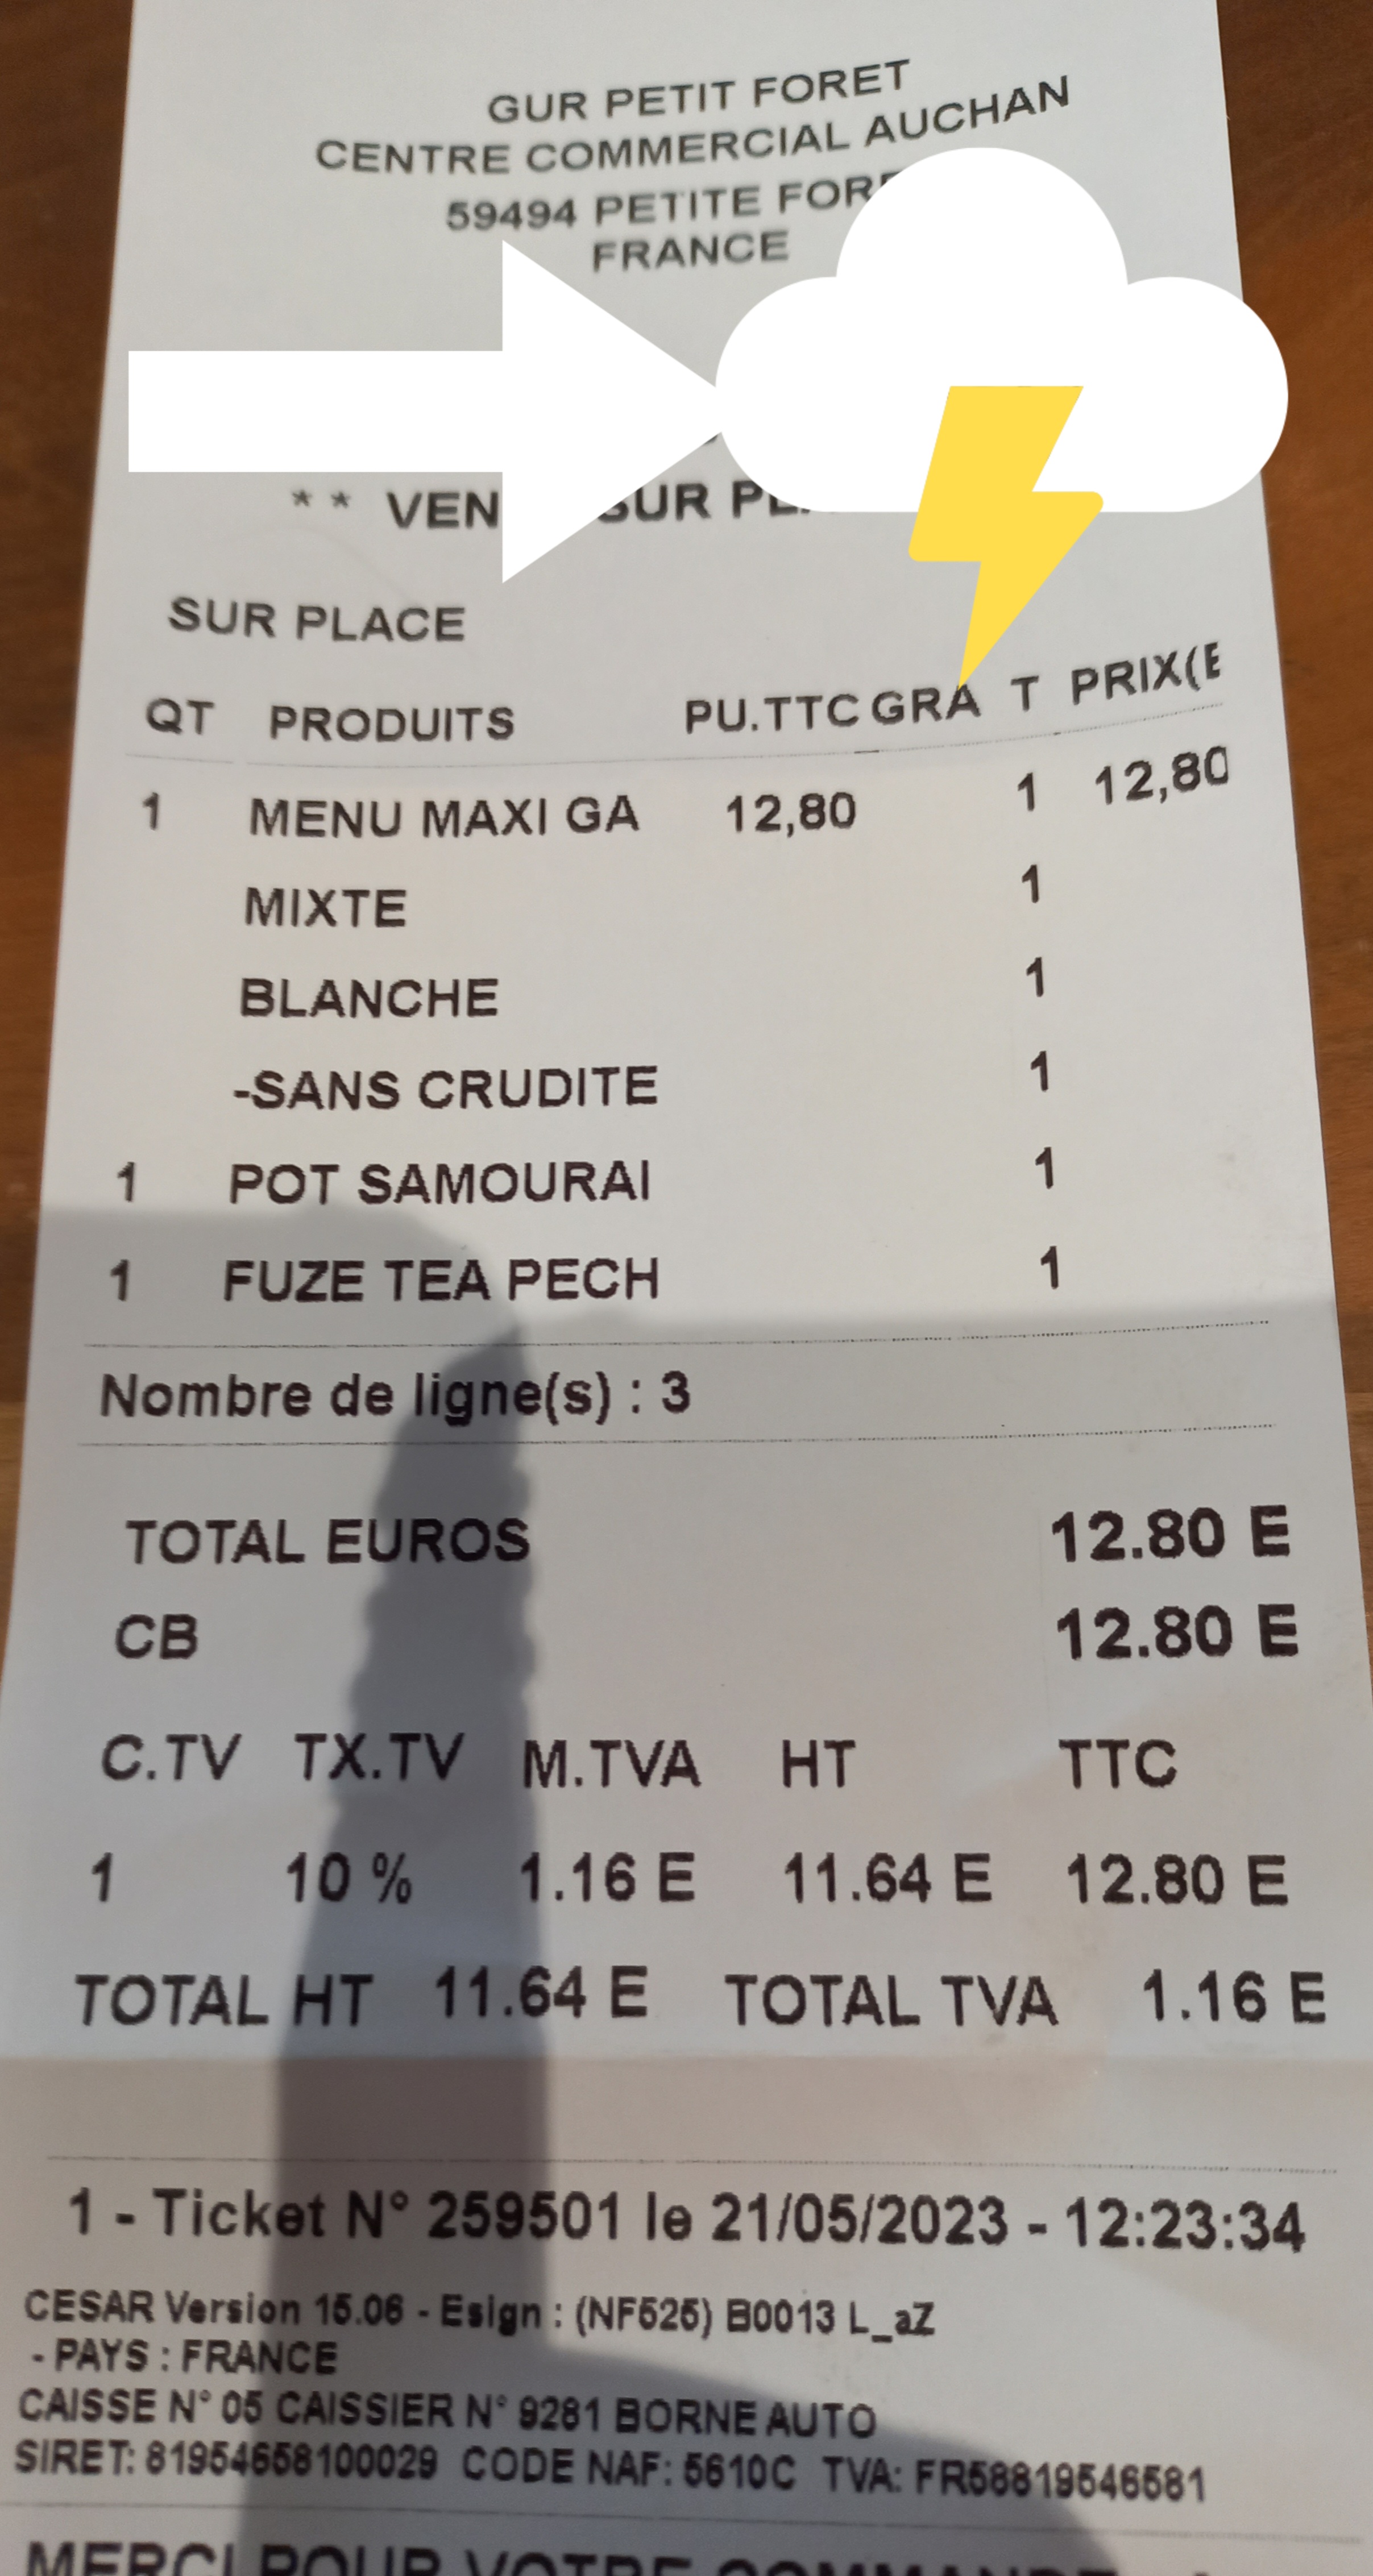 GUR PETIT FORET
CENTRE COMMERCIAL AUCHAN
59494 PETITE
FRANCE
* * SUR
SUR PLACE
QT PRODUITS PU.TTC GRA T PRIX(E
1 MENU MAXI GA 12,80 1 12,80
MIXTE 1
BLANCHE 1
-SANS CRUDITE 1
1 POT SAMOURAI 1
1 FUZE TEA PECH 1
Nombre de ligne(s) : 3
TOTAL EUROS 12.80 E
CB 12.80 E
C.TV TX.TV M.TVA HT TTC
1 10 % 1.16 E 11.64 E 12.80 E
TOTAL HT 11.64 E TOTAL TVA 1.16 E
1 - Ticket N° 259501 le 21/05/2023 - 12:23:34
CESAR Version 15.06 - Esign : (NF525) B0013 L_aZ
- PAYS : FRANCE
CAISSE N° 05 CAISSIER N° 9281 BORNE AUTO
SIRET: 81954658100029 CODE NAF: 5610C TVA: FR58819546581
MERCI POUR VOTRE COMMANDE